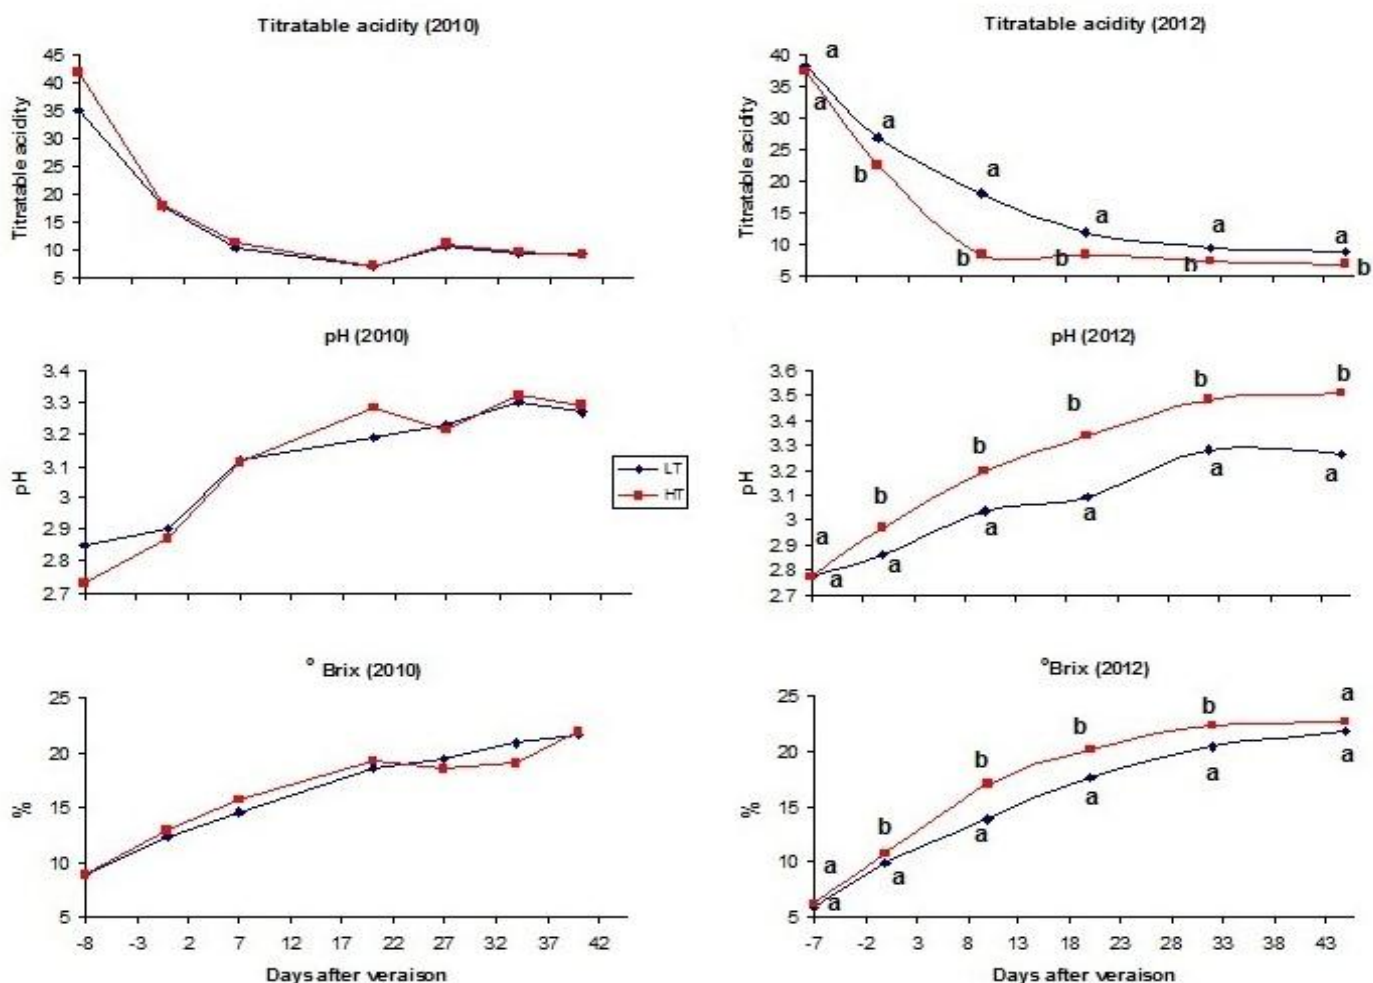 Titratable acidity (2010)
45
40
35
30
25
20
15
10
5
Titratable acidity
Titratable acidity (2012)
40
35
30
25
20
15
10
5
Titratable acidity
a
a
a
b
a
b
a
b
a
b
a
b
pH (2010)
3.4
3.3
3.2
3.1
3
2.9
2.8
2.7
pH
LT
HT
pH (2012)
3.6
3.5
3.4
3.3
3.2
3.1
3
2.9
2.8
2.7
pH
a
a
b
a
b
a
b
a
b
a
b
a
° Brix (2010)
25
20
15
10
5
%
-8 -3 2 7 12 17 22 27 32 37 42
Days after veraison
°Brix (2012)
25
20
15
10
5
%
a
a
b
a
b
a
b
a
b
a
a
a
-7 -2 3 8 13 18 23 28 33 38 43
Days after veraison